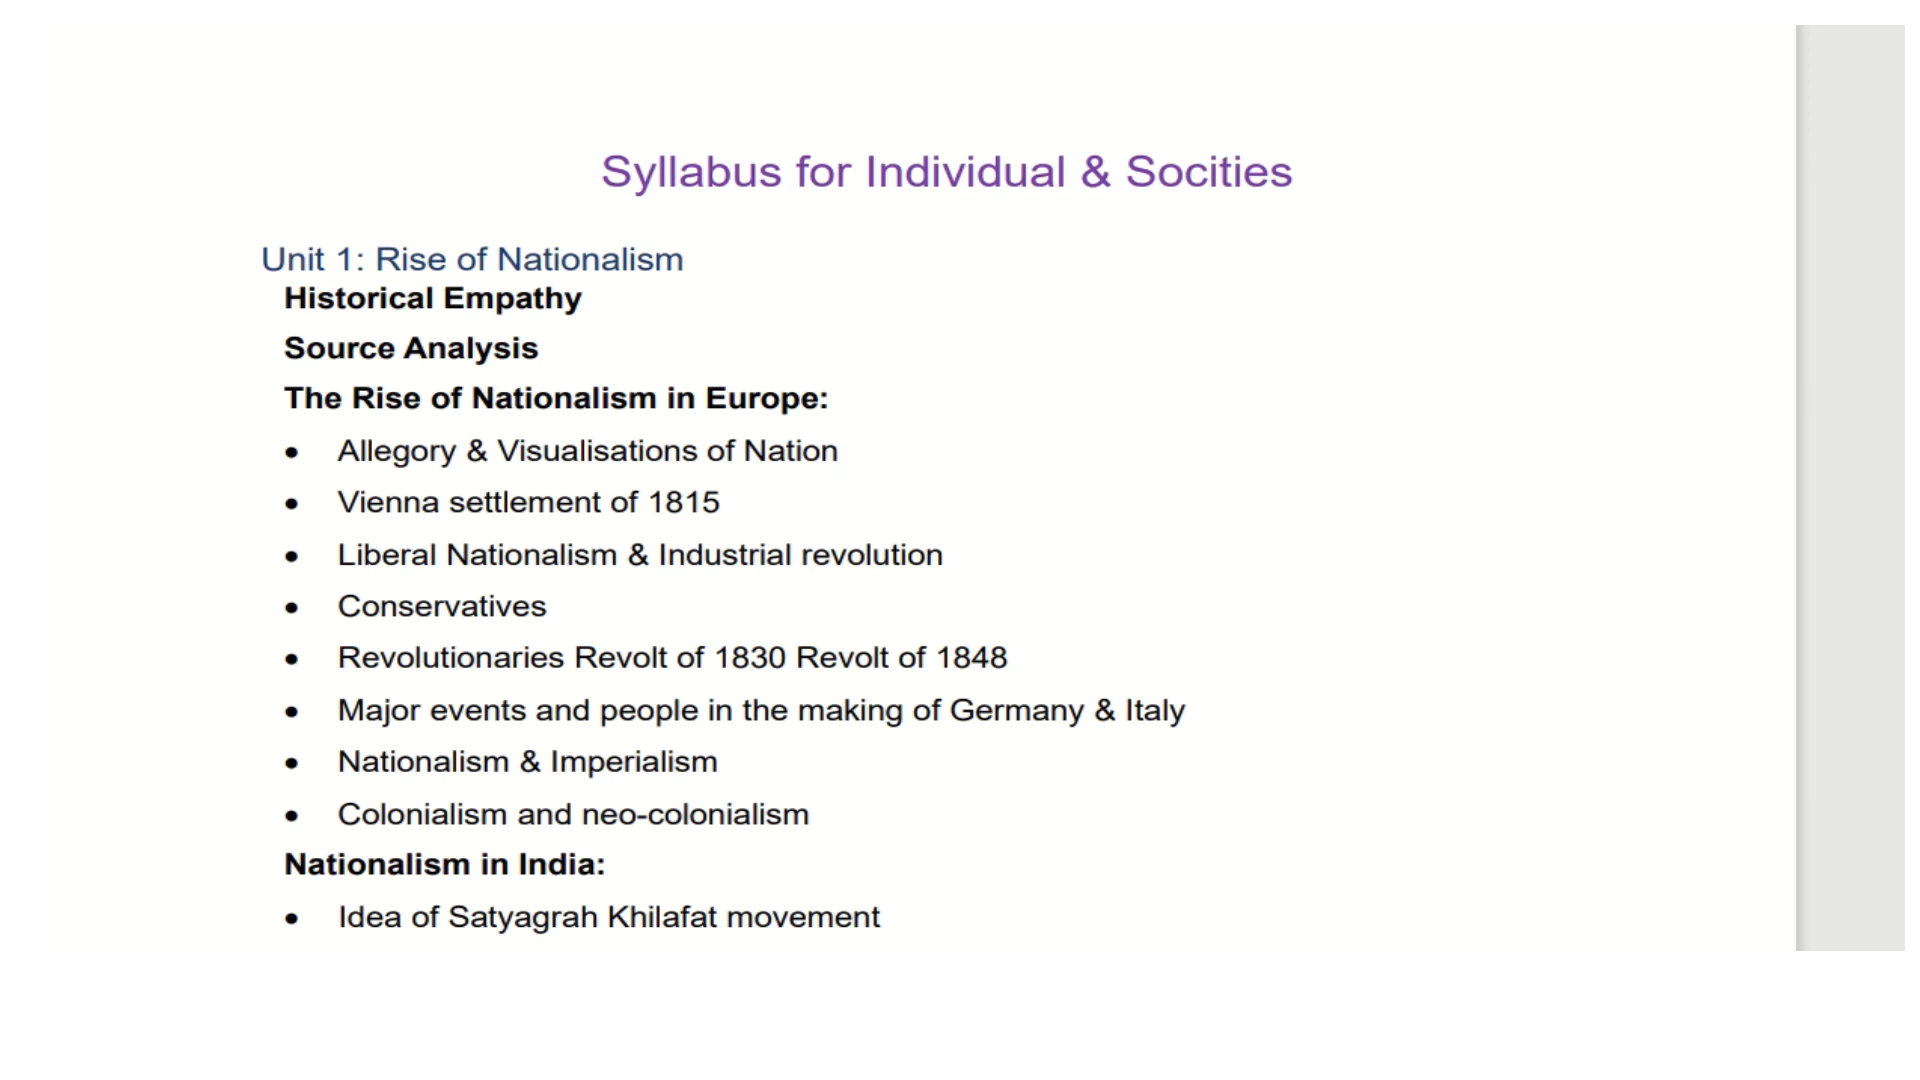 Syllabus for Individual & Socities
Unit 1: Rise of Nationalism
Historical Empathy
Source Analysis
The Rise of Nationalism in Europe:
• Allegory & Visualisations of Nation
• Vienna settlement of 1815
• Liberal Nationalism & Industrial revolution
• Conservatives
• Revolutionaries Revolt of 1830 Revolt of 1848
• Major events and people in the making of Germany & Italy
• Nationalism & Imperialism
• Colonialism and neo-colonialism
Nationalism in India:
• Idea of Satyagrah Khilafat movement